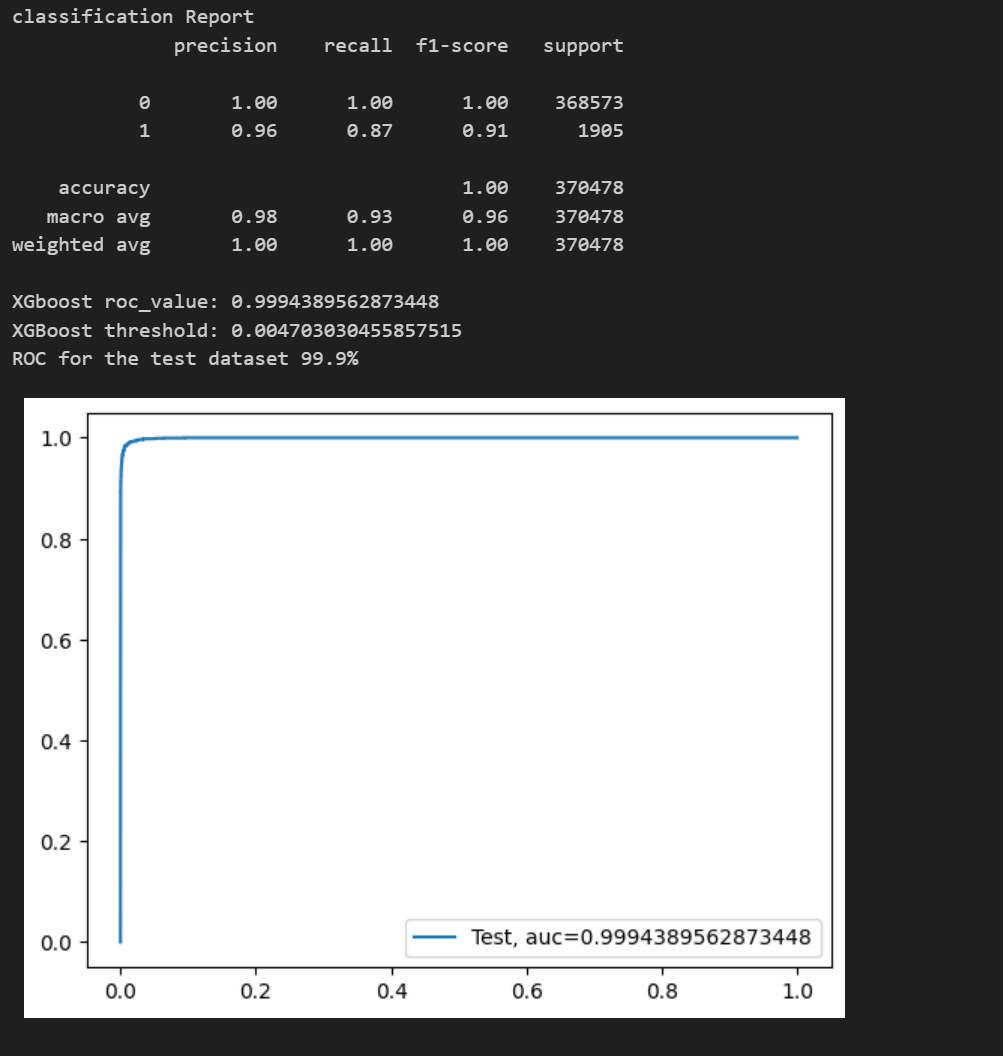 classification Report
precision recall f1-score support
0 1.00 1.00 1.00 368573
1 0.96 0.87 0.91 1905
accuracy 1.00 370478
macro avg 0.98 0.93 0.96 370478
weighted avg 1.00 1.00 1.00 370478
XGboost roc_value: 0.9994389562873448
XGBoost threshold: 0.004703030455857515
ROC for the test dataset 99.9%
1.0
0.8
0.6
0.4
0.2
0.0
Test, auc=0.9994389562873448
0.0 0.2 0.4 0.6 0.8 1.0